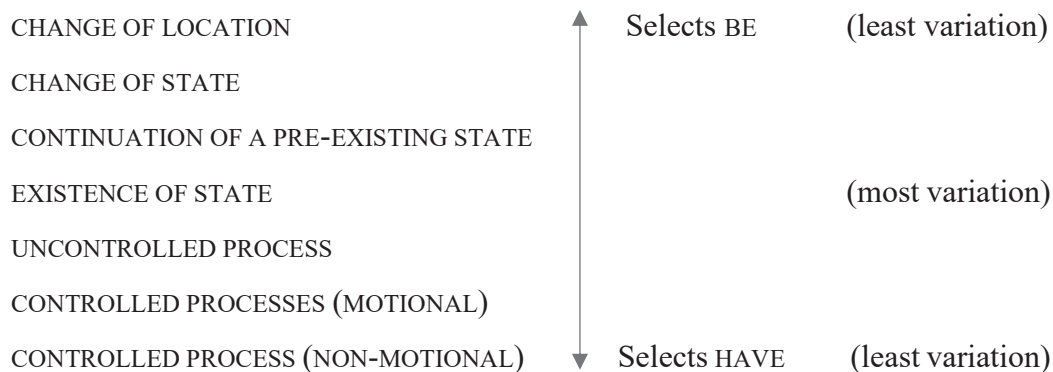 CHANGE OF LOCATION Selects BE (least variation)
CHANGE OF STATE
CONTINUATION OF A PRE-EXISTING STATE
EXISTENCE OF STATE (most variation)
UNCONTROLLED PROCESS
CONTROLLED PROCESSES (MOTIONAL)
CONTROLLED PROCESS (NON-MOTIONAL) Selects HAVE (least variation)